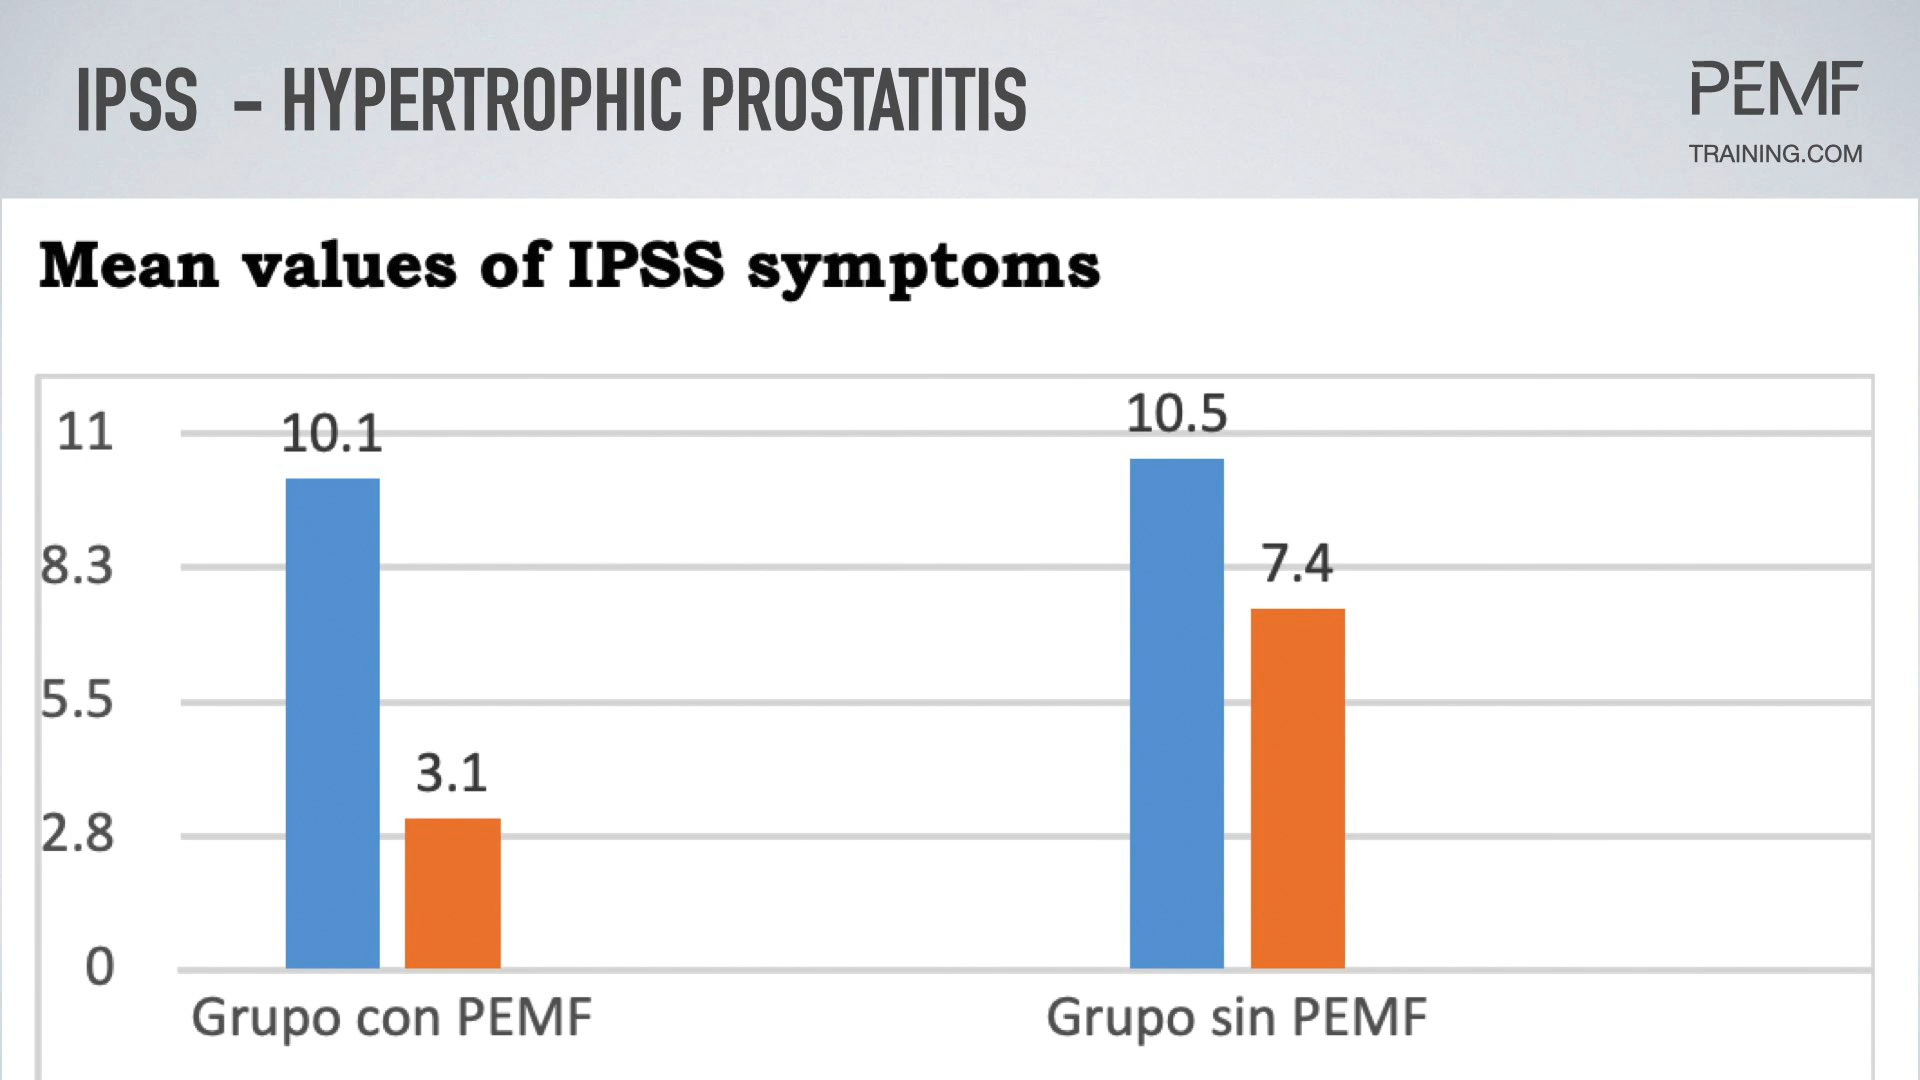 IPSS – HYPERTROPHIC PROSTATITIS
PEMF
TRAINING.COM
Mean values of IPSS symptoms
11
8.3
5.5
2.8
0
10.1
3.1
10.5
7.4
Grupo con PEMF
Grupo sin PEMF